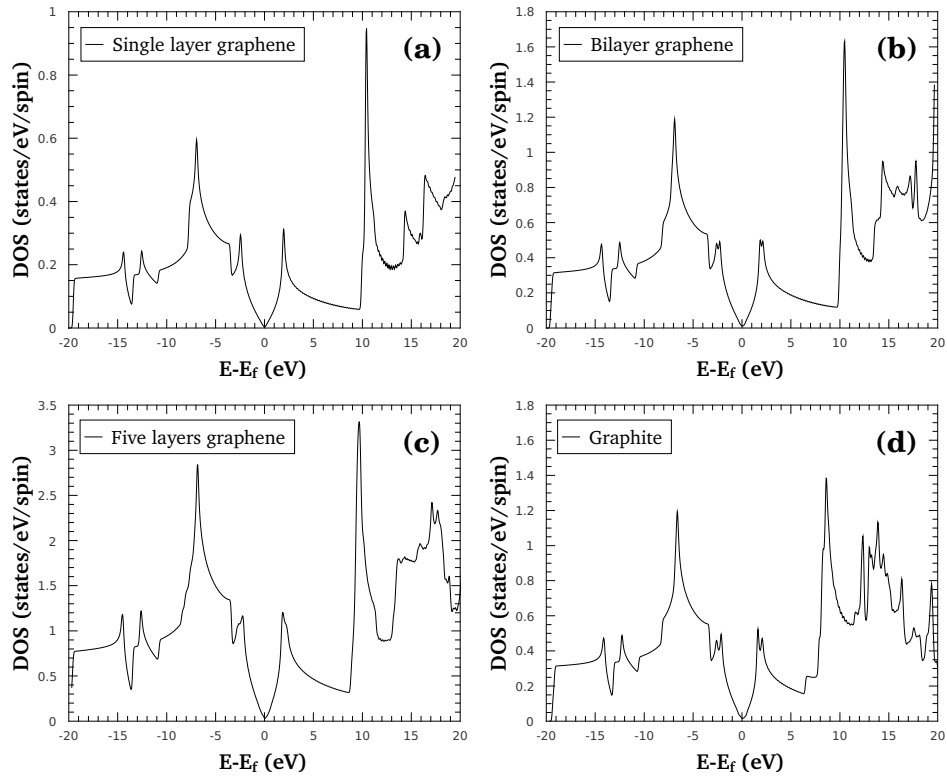 Single layer graphene
(a)
DOS (states/eV/spin)
1
0.8
0.6
0.4
0.2
0
-20 -15 -10 -5 0 5 10 15 20
E-Ef (eV)
Bilayer graphene
(b)
DOS (states/eV/spin)
1.8
1.6
1.4
1.2
1
0.8
0.6
0.4
0.2
0
-20 -15 -10 -5 0 5 10 15 20
E-Ef (eV)
Five layers graphene
(c)
DOS (states/eV/spin)
3.5
3
2.5
2
1.5
1
0.5
0
-20 -15 -10 -5 0 5 10 15 20
E-Ef (eV)
Graphite
(d)
DOS (states/eV/spin)
1.8
1.6
1.4
1.2
1
0.8
0.6
0.4
0.2
0
-20 -15 -10 -5 0 5 10 15 20
E-Ef (eV)